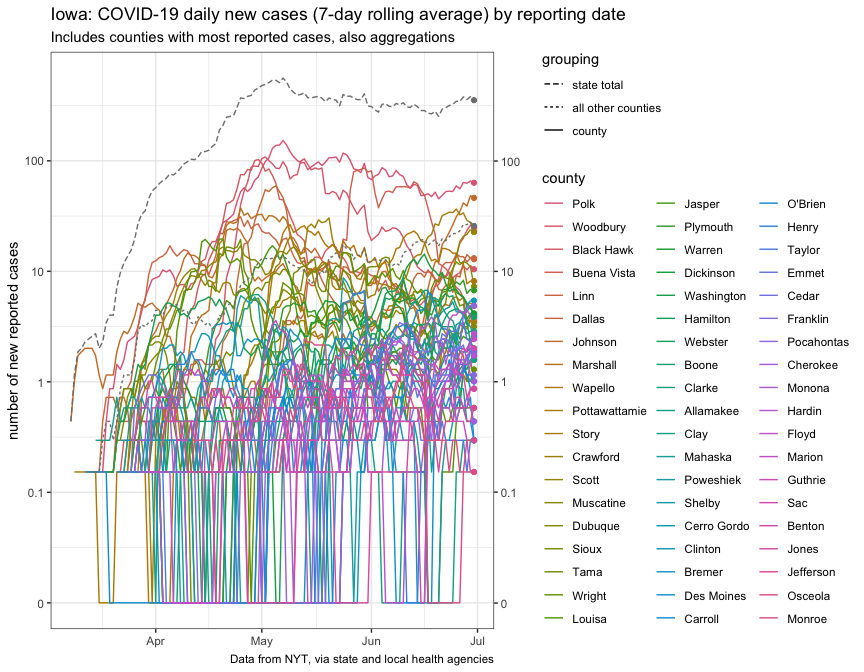 Iowa: COVID-19 daily new cases (7-day rolling average) by reporting date
Includes counties with most reported cases, also aggregations
number of new reported cases
100
10
1
0.1
0
100
10
1
0.1
0
Apr
May
Jun
Jul
Data from NYT, via state and local health agencies
grouping
state total
all other counties
county
county
Polk
Woodbury
Black Hawk
Buena Vista
Linn
Dallas
Johnson
Marshall
Wapello
Pottawattamie
Story
Crawford
Scott
Muscatine
Dubuque
Sioux
Tama
Wright
Louisa
Jasper
Plymouth
Warren
Dickinson
Washington
Hamilton
Webster
Boone
Clarke
Allamakee
Clay
Mahaska
Poweshiek
Shelby
Cerro Gordo
Clinton
Bremer
Des Moines
Carroll
O'Brien
Henry
Taylor
Emmet
Cedar
Franklin
Pocahontas
Cherokee
Monona
Hardin
Floyd
Marion
Guthrie
Sac
Benton
Jones
Jefferson
Osceola
Monroe